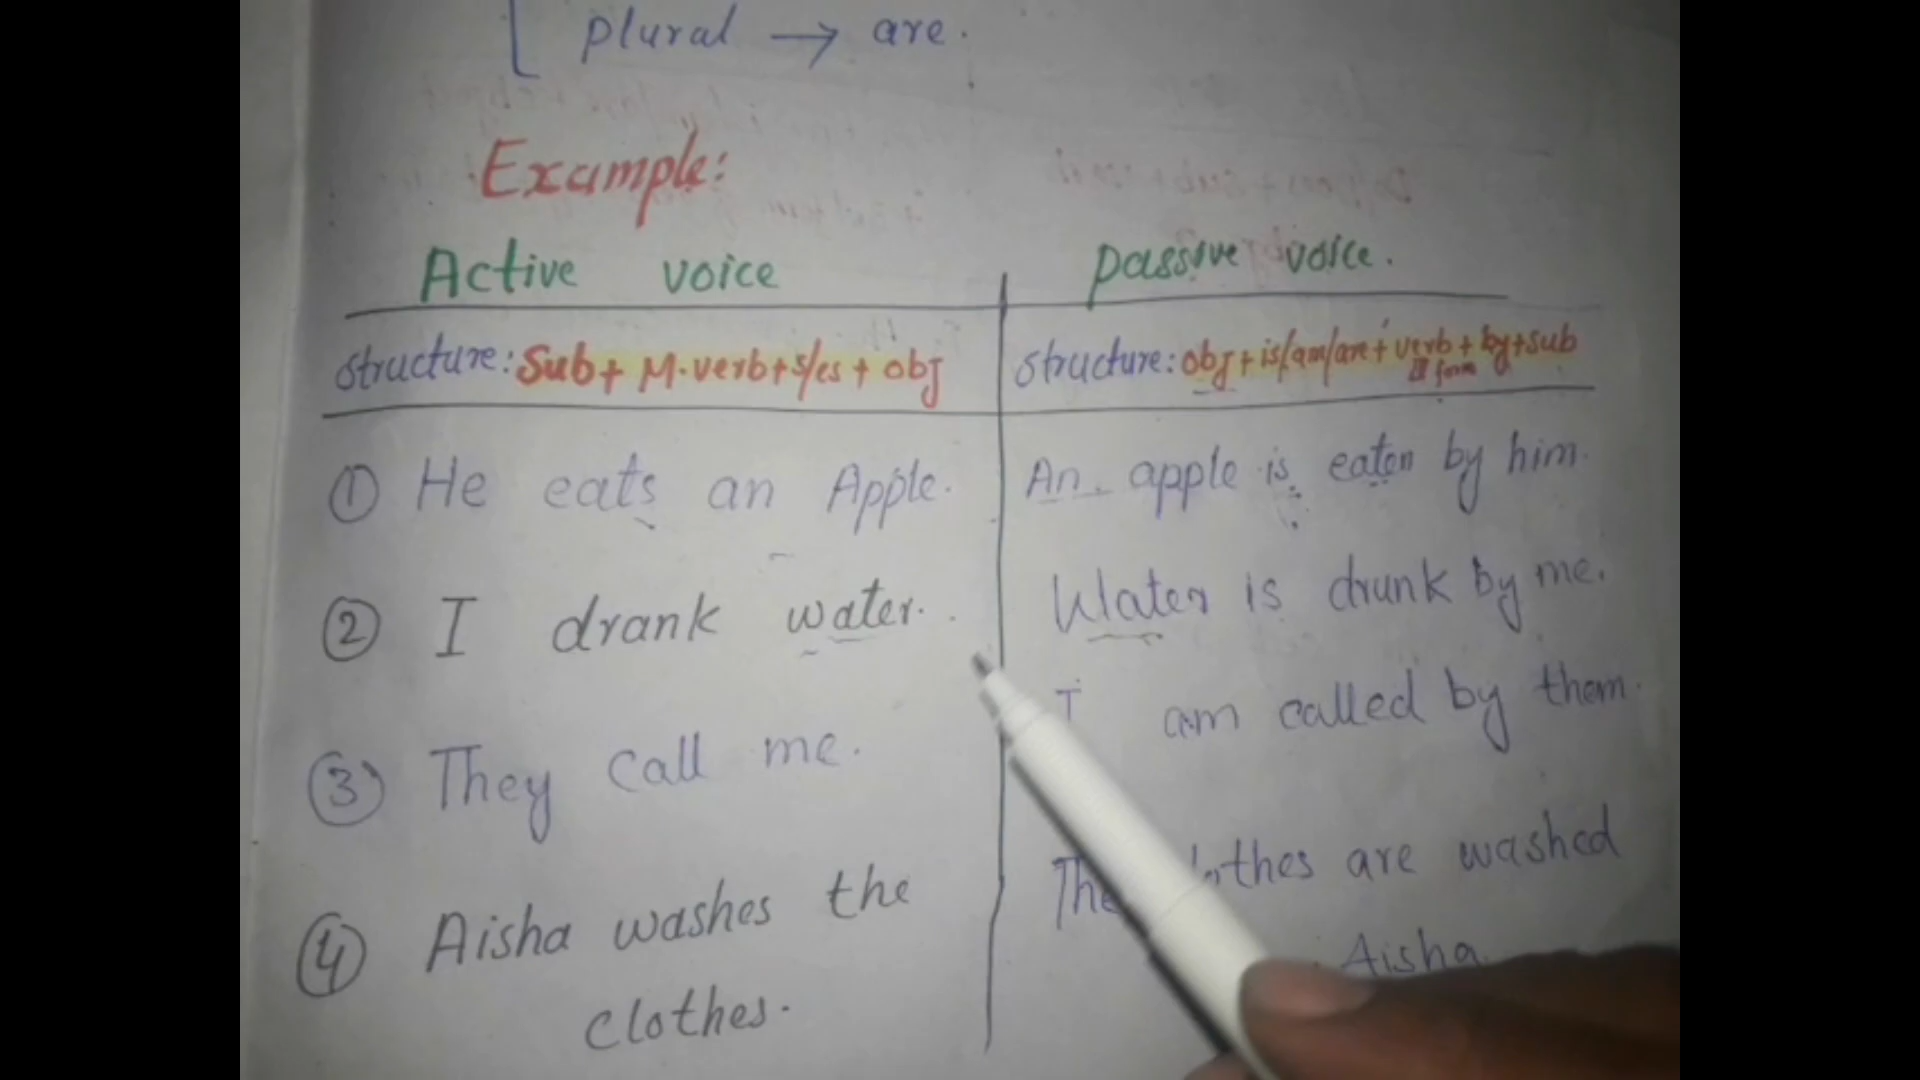 plural → are.
Example:
Active voice
passive voice.
Structure: Sub + M.verb+s/es + obj
Structure: obj + is/am/are + verb + by + sub
III form
① He eats an Apple.
An apple is eaten by him.
② I drank water.
Water is drunk by me.
③ They call me.
I am called by them.
④ Aisha washes the
clothes.
are washed
Aisha